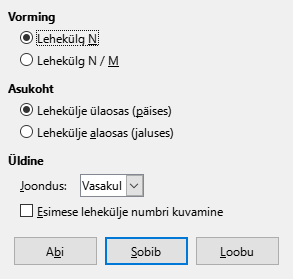 Vorming
Lehekülg N
Lehekülg N / M
Asukoht
Lehekülje ülaosas (päises)
Lehekülje alaosas (jaluses)
Üldine
Joondus: Vasakul
Esimese lehekülje numbri kuvamine
Abi Sobib Loobu